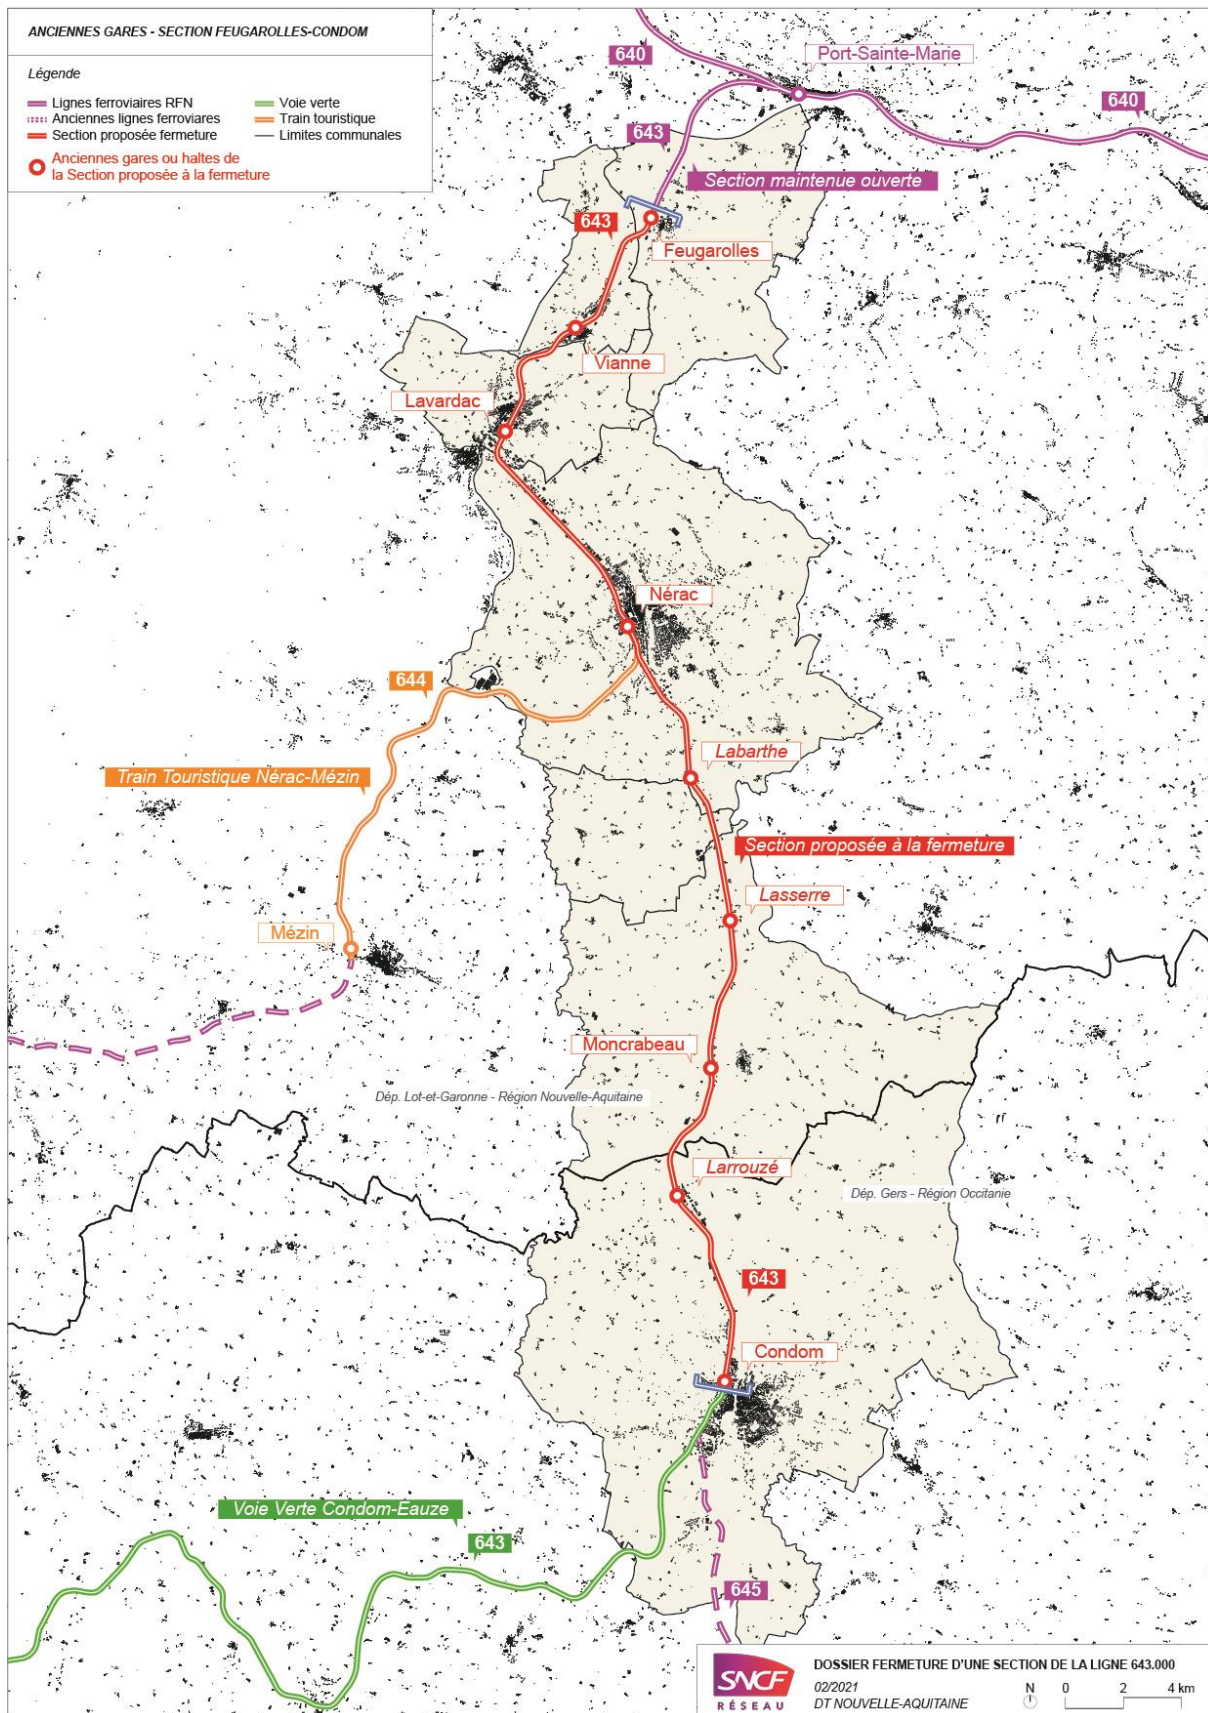 ANCIENNES GARES - SECTION FEUGAROLLES-CONDOM
Légende
Lignes ferroviaires RFN
Anciennes lignes ferroviares
Section proposée fermeture
Voie verte
Train touristique
Limites communales
Anciennes gares ou haltes de
la Section proposée à la fermeture
640
Port-Sainte-Marie
640
643
Section maintenue ouverte
643
Feugarolles
Vianne
Lavardac
Nérac
644
Labarthe
Train Touristique Nérac-Mézin
Section proposée à la fermeture
Lasserre
Mézin
Moncrabeau
Dép. Lot-et-Garonne - Région Nouvelle-Aquitaine
Larrouzé
Dép. Gers - Région Occitanie
643
Condom
Voie Verte Condom-Eauze
643
645
SNCF
RÉSEAU
DOSSIER FERMETURE D'UNE SECTION DE LA LIGNE 643.000
02/2021
DT NOUVELLE-AQUITAINE
N
0 2 4 km